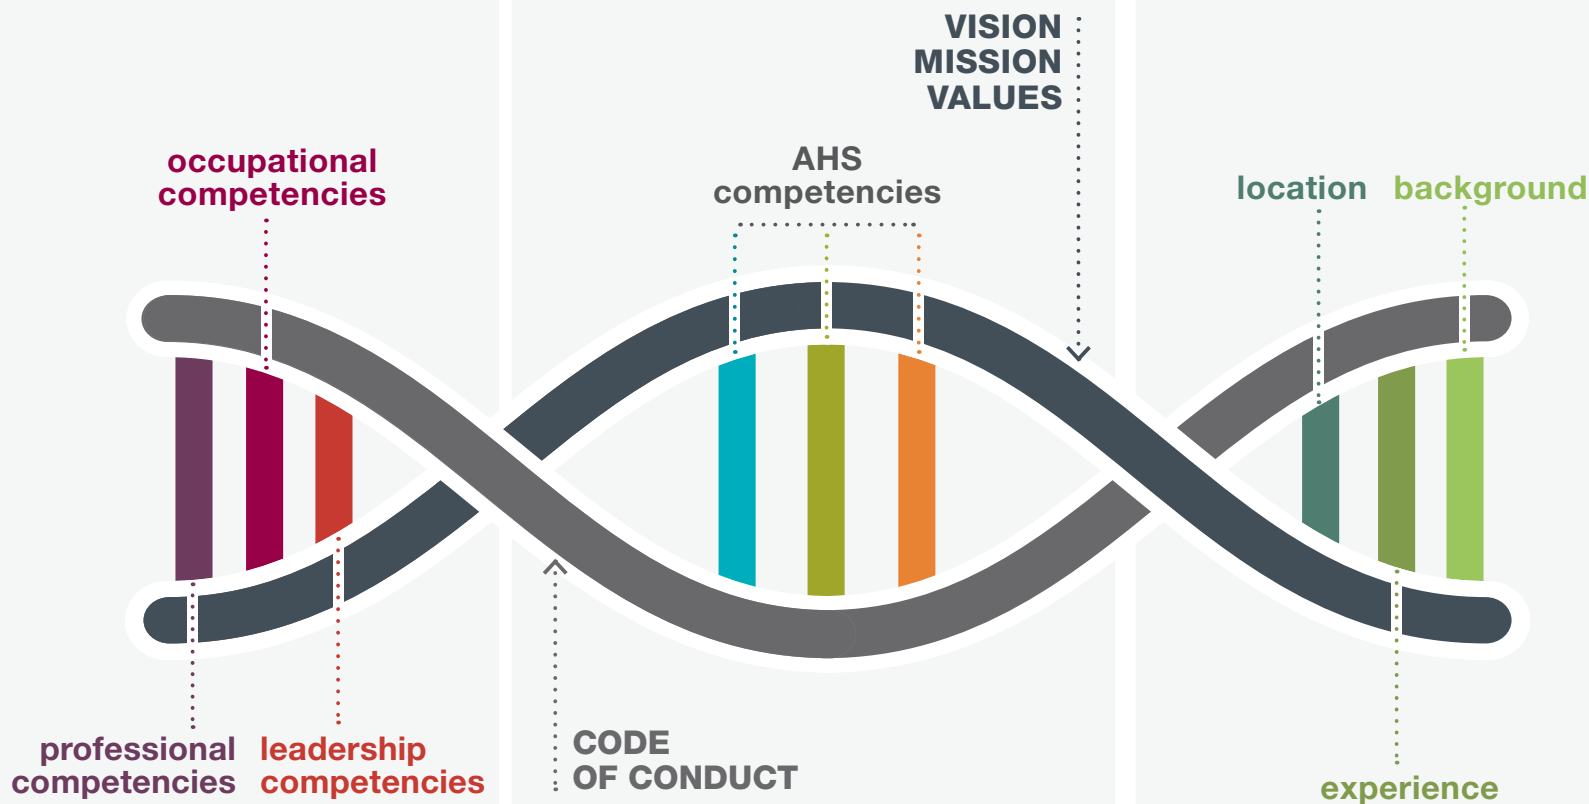 VISION
MISSION
VALUES
occupational
competencies
AHS
competencies
location
background
professional
competencies
leadership
competencies
CODE
OF CONDUCT
experience